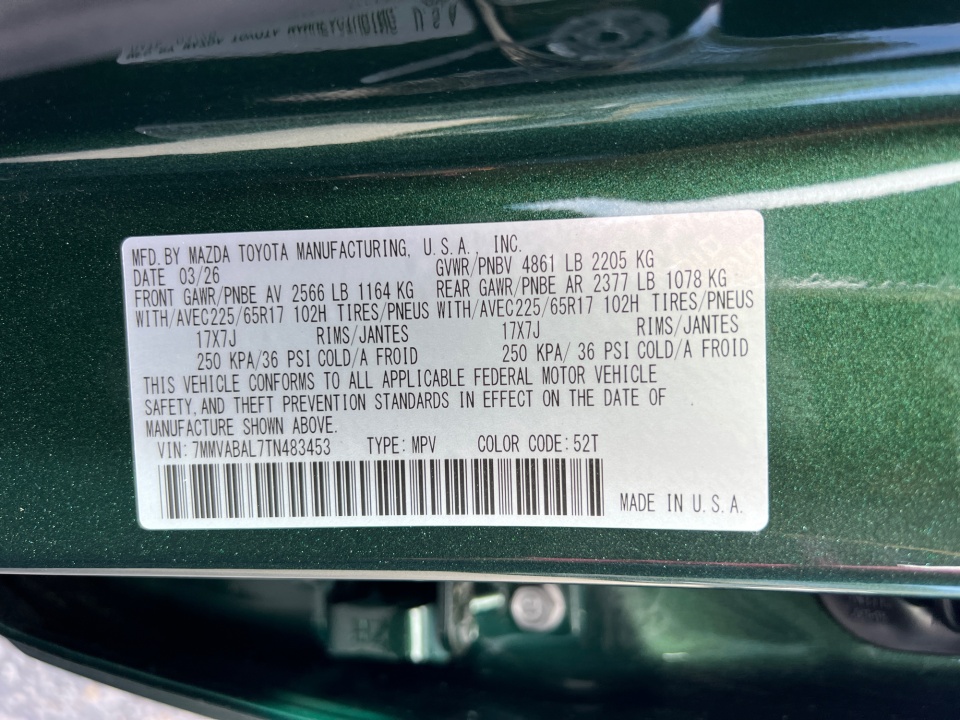 MFD. BY MAZDA TOYOTA MANUFACTURING, U.S.A., INC.
DATE 03/26 GVWR/PNBV 4861 LB 2205 KG
FRONT GAWR/PNBE AV 2566 LB 1164 KG REAR GAWR/PNBE AR 2377 LB 1078 KG
WITH/AVEC225/65R17 102H TIRES/PNEUS WITH/AVEC225/65R17 102H TIRES/PNEUS
17X7J RIMS/JANTES 17X7J RIMS/JANTES
250 KPA/36 PSI COLD/A FROID 250 KPA/ 36 PSI COLD/A FROID
THIS VEHICLE CONFORMS TO ALL APPLICABLE FEDERAL MOTOR VEHICLE
SAFETY, AND THEFT PREVENTION STANDARDS IN EFFECT ON THE DATE OF
MANUFACTURE SHOWN ABOVE.
VIN: 7MMVABAL7TN483453 TYPE: MPV COLOR CODE: 52T
MADE IN U.S.A.